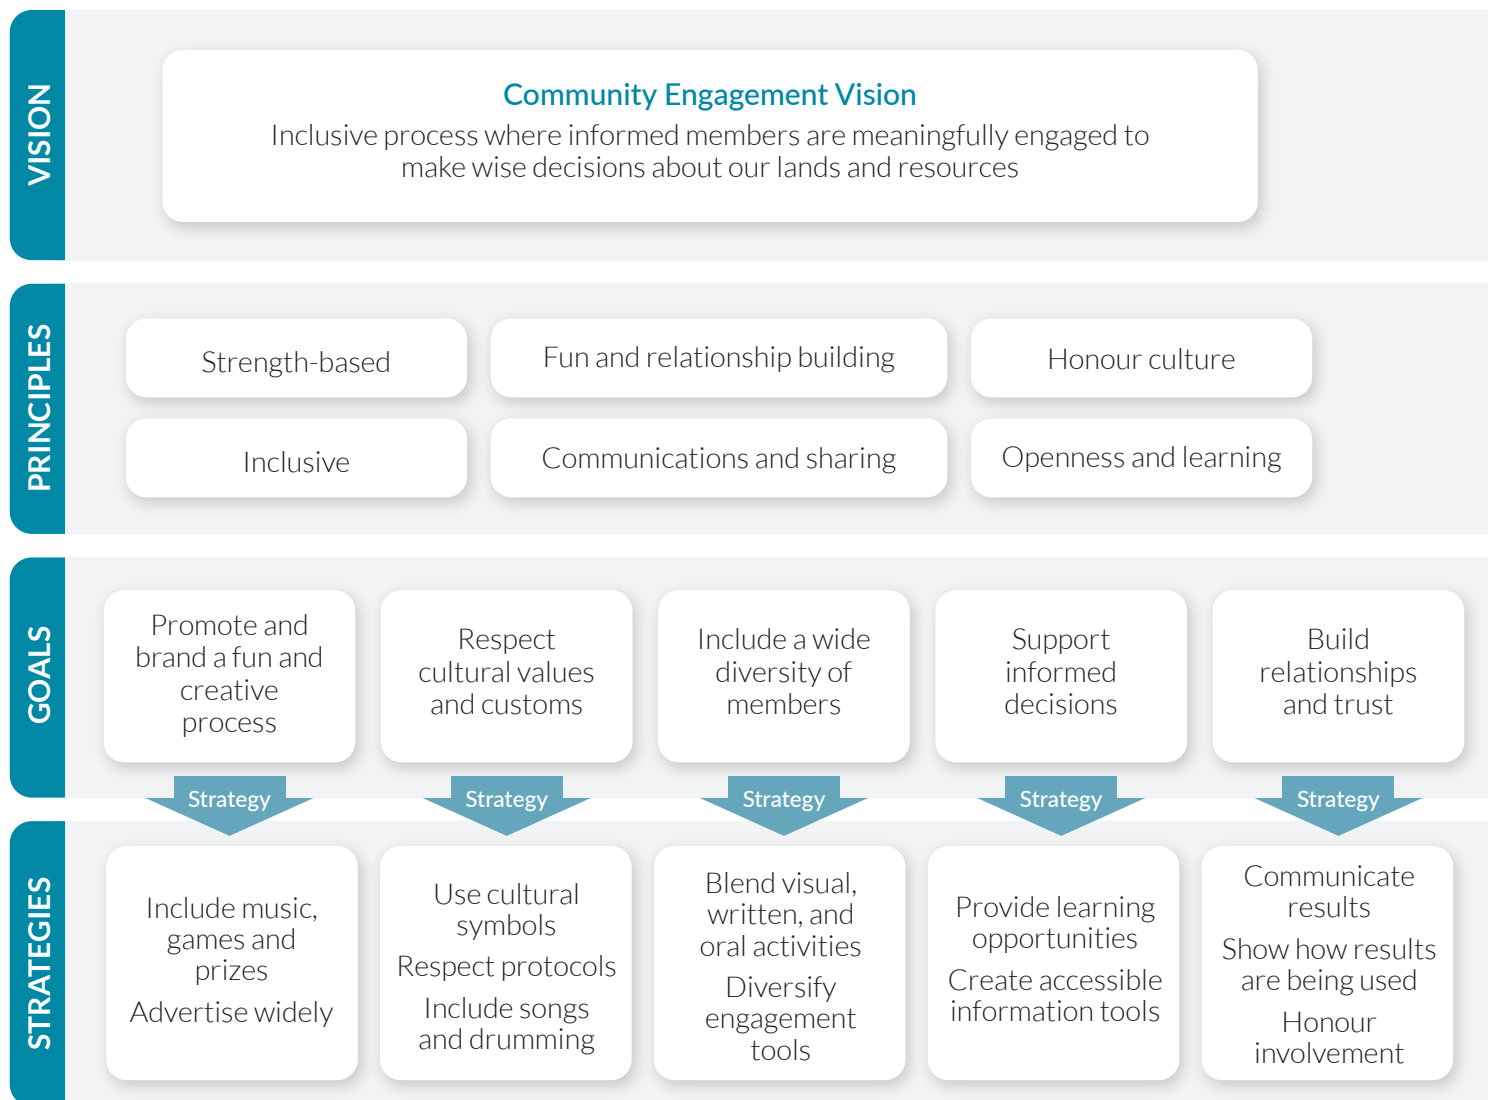 VISION
Community Engagement Vision
Inclusive process where informed members are meaningfully engaged to
make wise decisions about our lands and resources
PRINCIPLES
Strength-based
Fun and relationship building
Honour culture
Inclusive
Communications and sharing
Openness and learning
GOALS
Promote and
brand a fun and
creative
process
Respect
cultural values
and customs
Include a wide
diversity of
members
Support
informed
decisions
Build
relationships
and trust
Strategy
Strategy
Strategy
Strategy
Strategy
STRATEGIES
Include music,
games and
prizes
Advertise widely
Use cultural
symbols
Respect protocols
Include songs
and drumming
Blend visual,
written, and
oral activities
Diversify
engagement
tools
Provide learning
opportunities
Create accessible
information tools
Communicate
results
Show how results
are being used
Honour
involvement